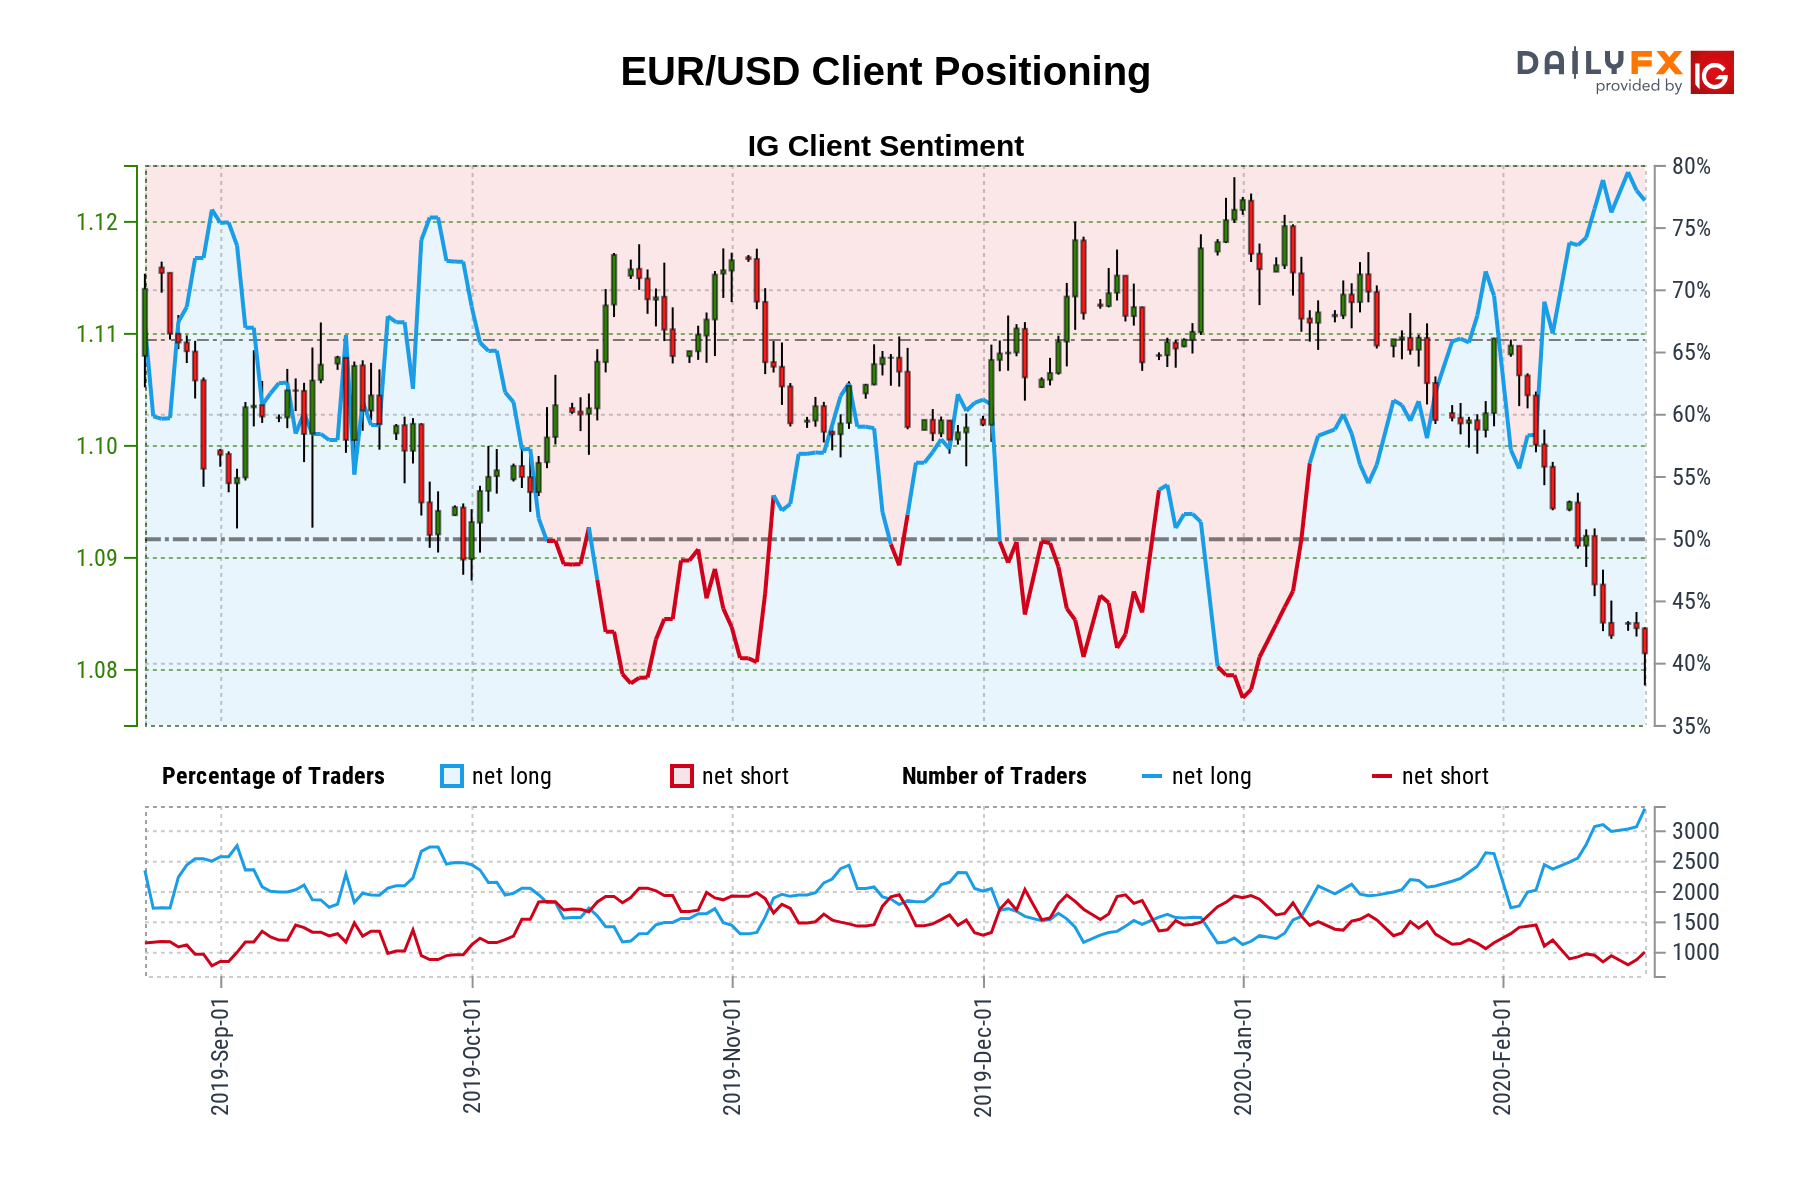 EUR/USD Client Positioning
DAILYFX
provided by IG
IG Client Sentiment
1.12
1.11
1.10
1.09
1.08
80%
75%
70%
65%
60%
55%
50%
45%
40%
35%
Percentage of Traders net long net short Number of Traders net long net short
3000
2500
2000
1500
1000
2019-Sep-01
2019-Oct-01
2019-Nov-01
2019-Dec-01
2020-Jan-01
2020-Feb-01